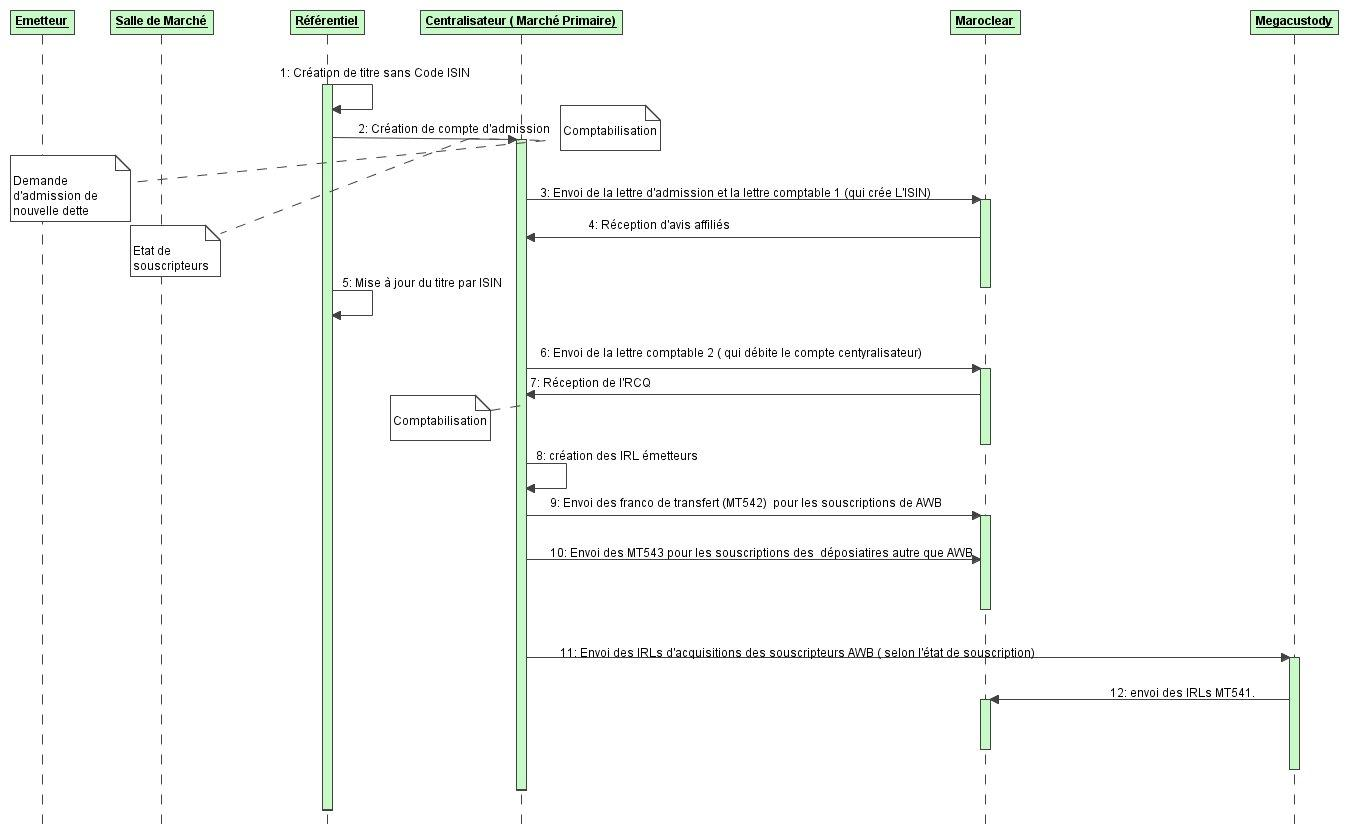 Emetteur
Salle de Marché
Référentiel
Centralisateur ( Marché Primaire)
Maroclear
Megacustody
1: Création de titre sans Code ISIN
2: Création de compte d'admission
Comptabilisation
Demande
d'admission de
nouvelle dette
3: Envoi de la lettre d'admission et la lettre comptable 1 (qui crée L'ISIN)
4: Réception d'avis affiliés
Etat de
souscripteurs
5: Mise à jour du titre par ISIN
6: Envoi de la lettre comptable 2 ( qui débite le compte centyralisateur)
7: Réception de l'RCQ
Comptabilisation
8: création des IRL émetteurs
9: Envoi des franco de transfert (MT542)  pour les souscriptions de AWB
10: Envoi des MT543 pour les souscriptions des  déposiatires autre que AWB
11: Envoi des IRLs d'acquisitions des souscripteurs AWB ( selon l'état de souscription)
12: envoi des IRLs MT541.